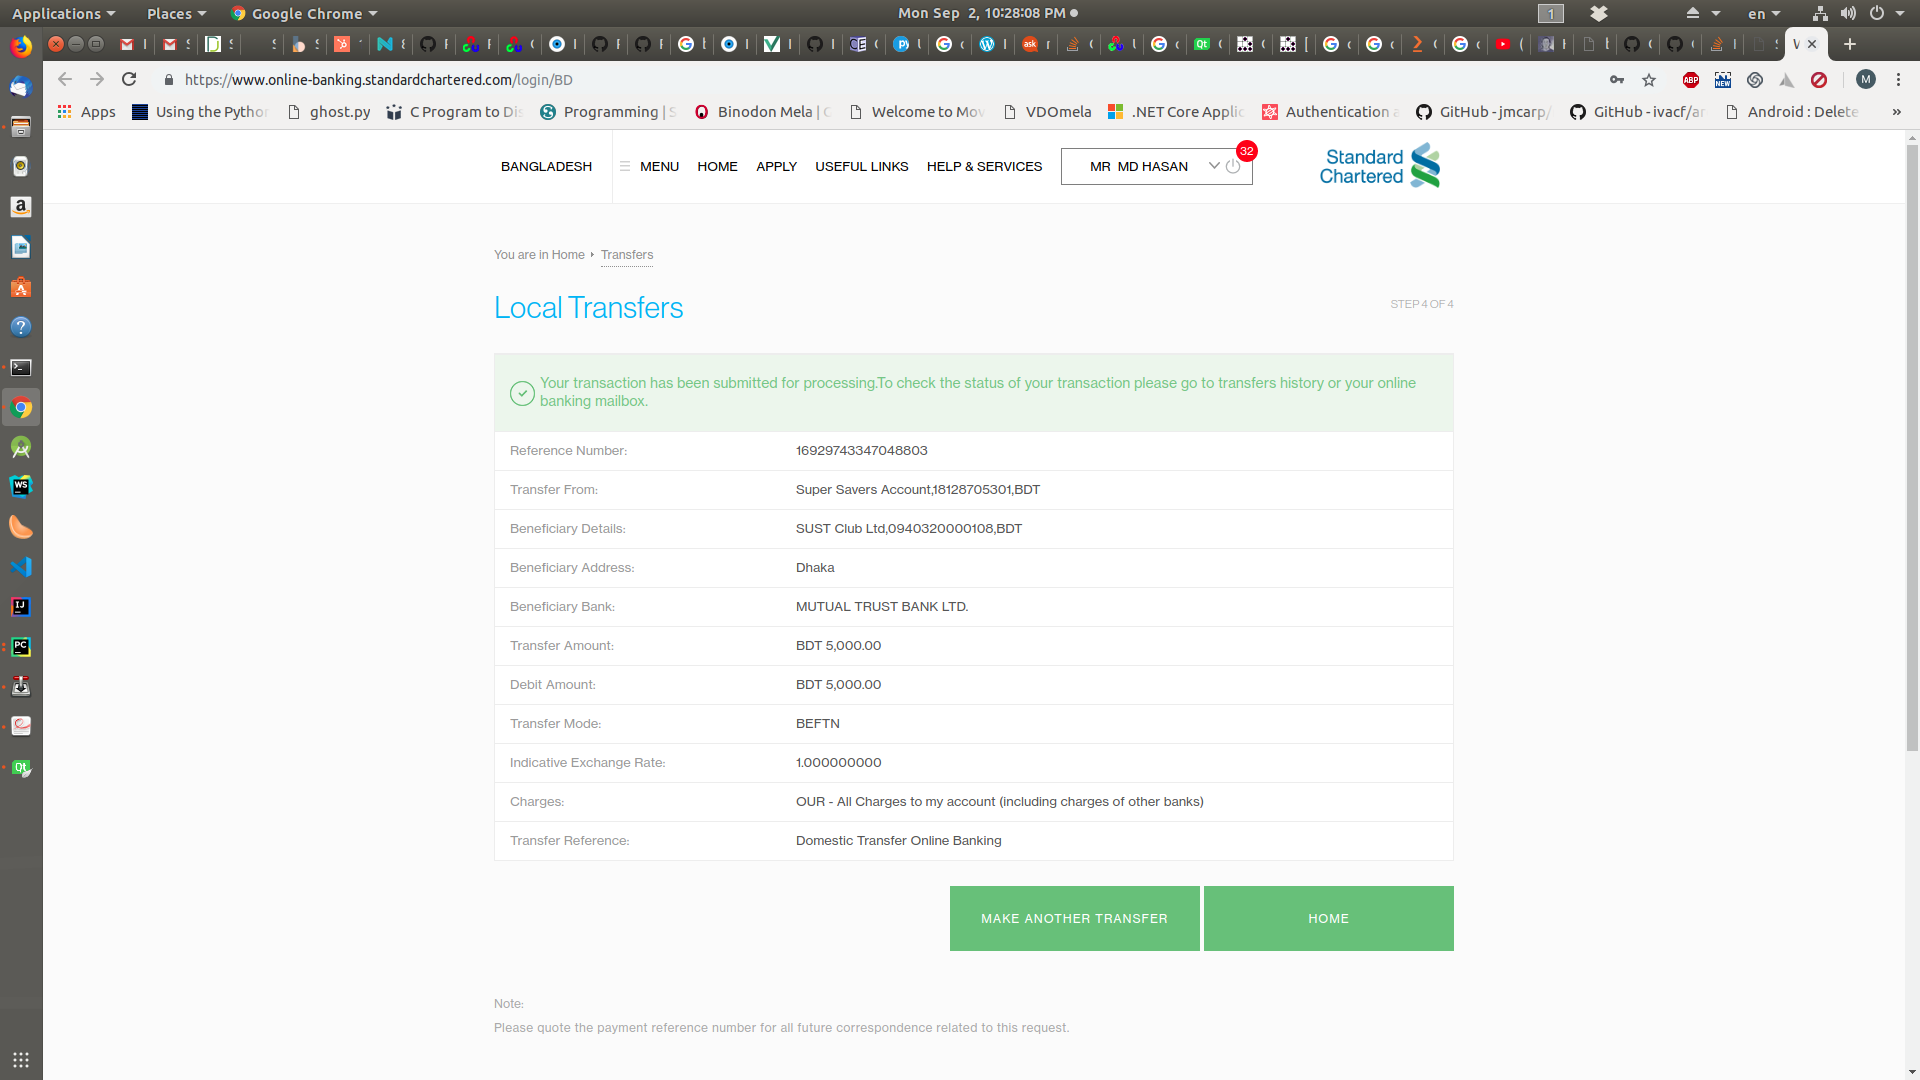 Applications Places Google Chrome Mon Sep 2, 10:28:08 PM 1 en
https://www.online-banking.standardchartered.com/login/BD ABP NEW M
Apps Using the Python ghost.py C Program to Dis Programming | S Binodon Mela | C Welcome to Mov VDOmela .NET Core Applic Authentication a GitHub - jmcarp/ GitHub - ivacf/ar Android : Delete »
BANGLADESH MENU HOME APPLY USEFUL LINKS HELP & SERVICES MR MD HASAN 32 Standard
Chartered
You are in Home Transfers
Local Transfers STEP 4 OF 4
Your transaction has been submitted for processing.To check the status of your transaction please go to transfers history or your online
banking mailbox.
Reference Number: 16929743347048803
Transfer From: Super Savers Account,18128705301,BDT
Beneficiary Details: SUST Club Ltd,0940320000108,BDT
Beneficiary Address: Dhaka
Beneficiary Bank: MUTUAL TRUST BANK LTD.
Transfer Amount: BDT 5,000.00
Debit Amount: BDT 5,000.00
Transfer Mode: BEFTN
Indicative Exchange Rate: 1.000000000
Charges: OUR - All Charges to my account (including charges of other banks)
Transfer Reference: Domestic Transfer Online Banking
MAKE ANOTHER TRANSFER HOME
Note:
Please quote the payment reference number for all future correspondence related to this request.